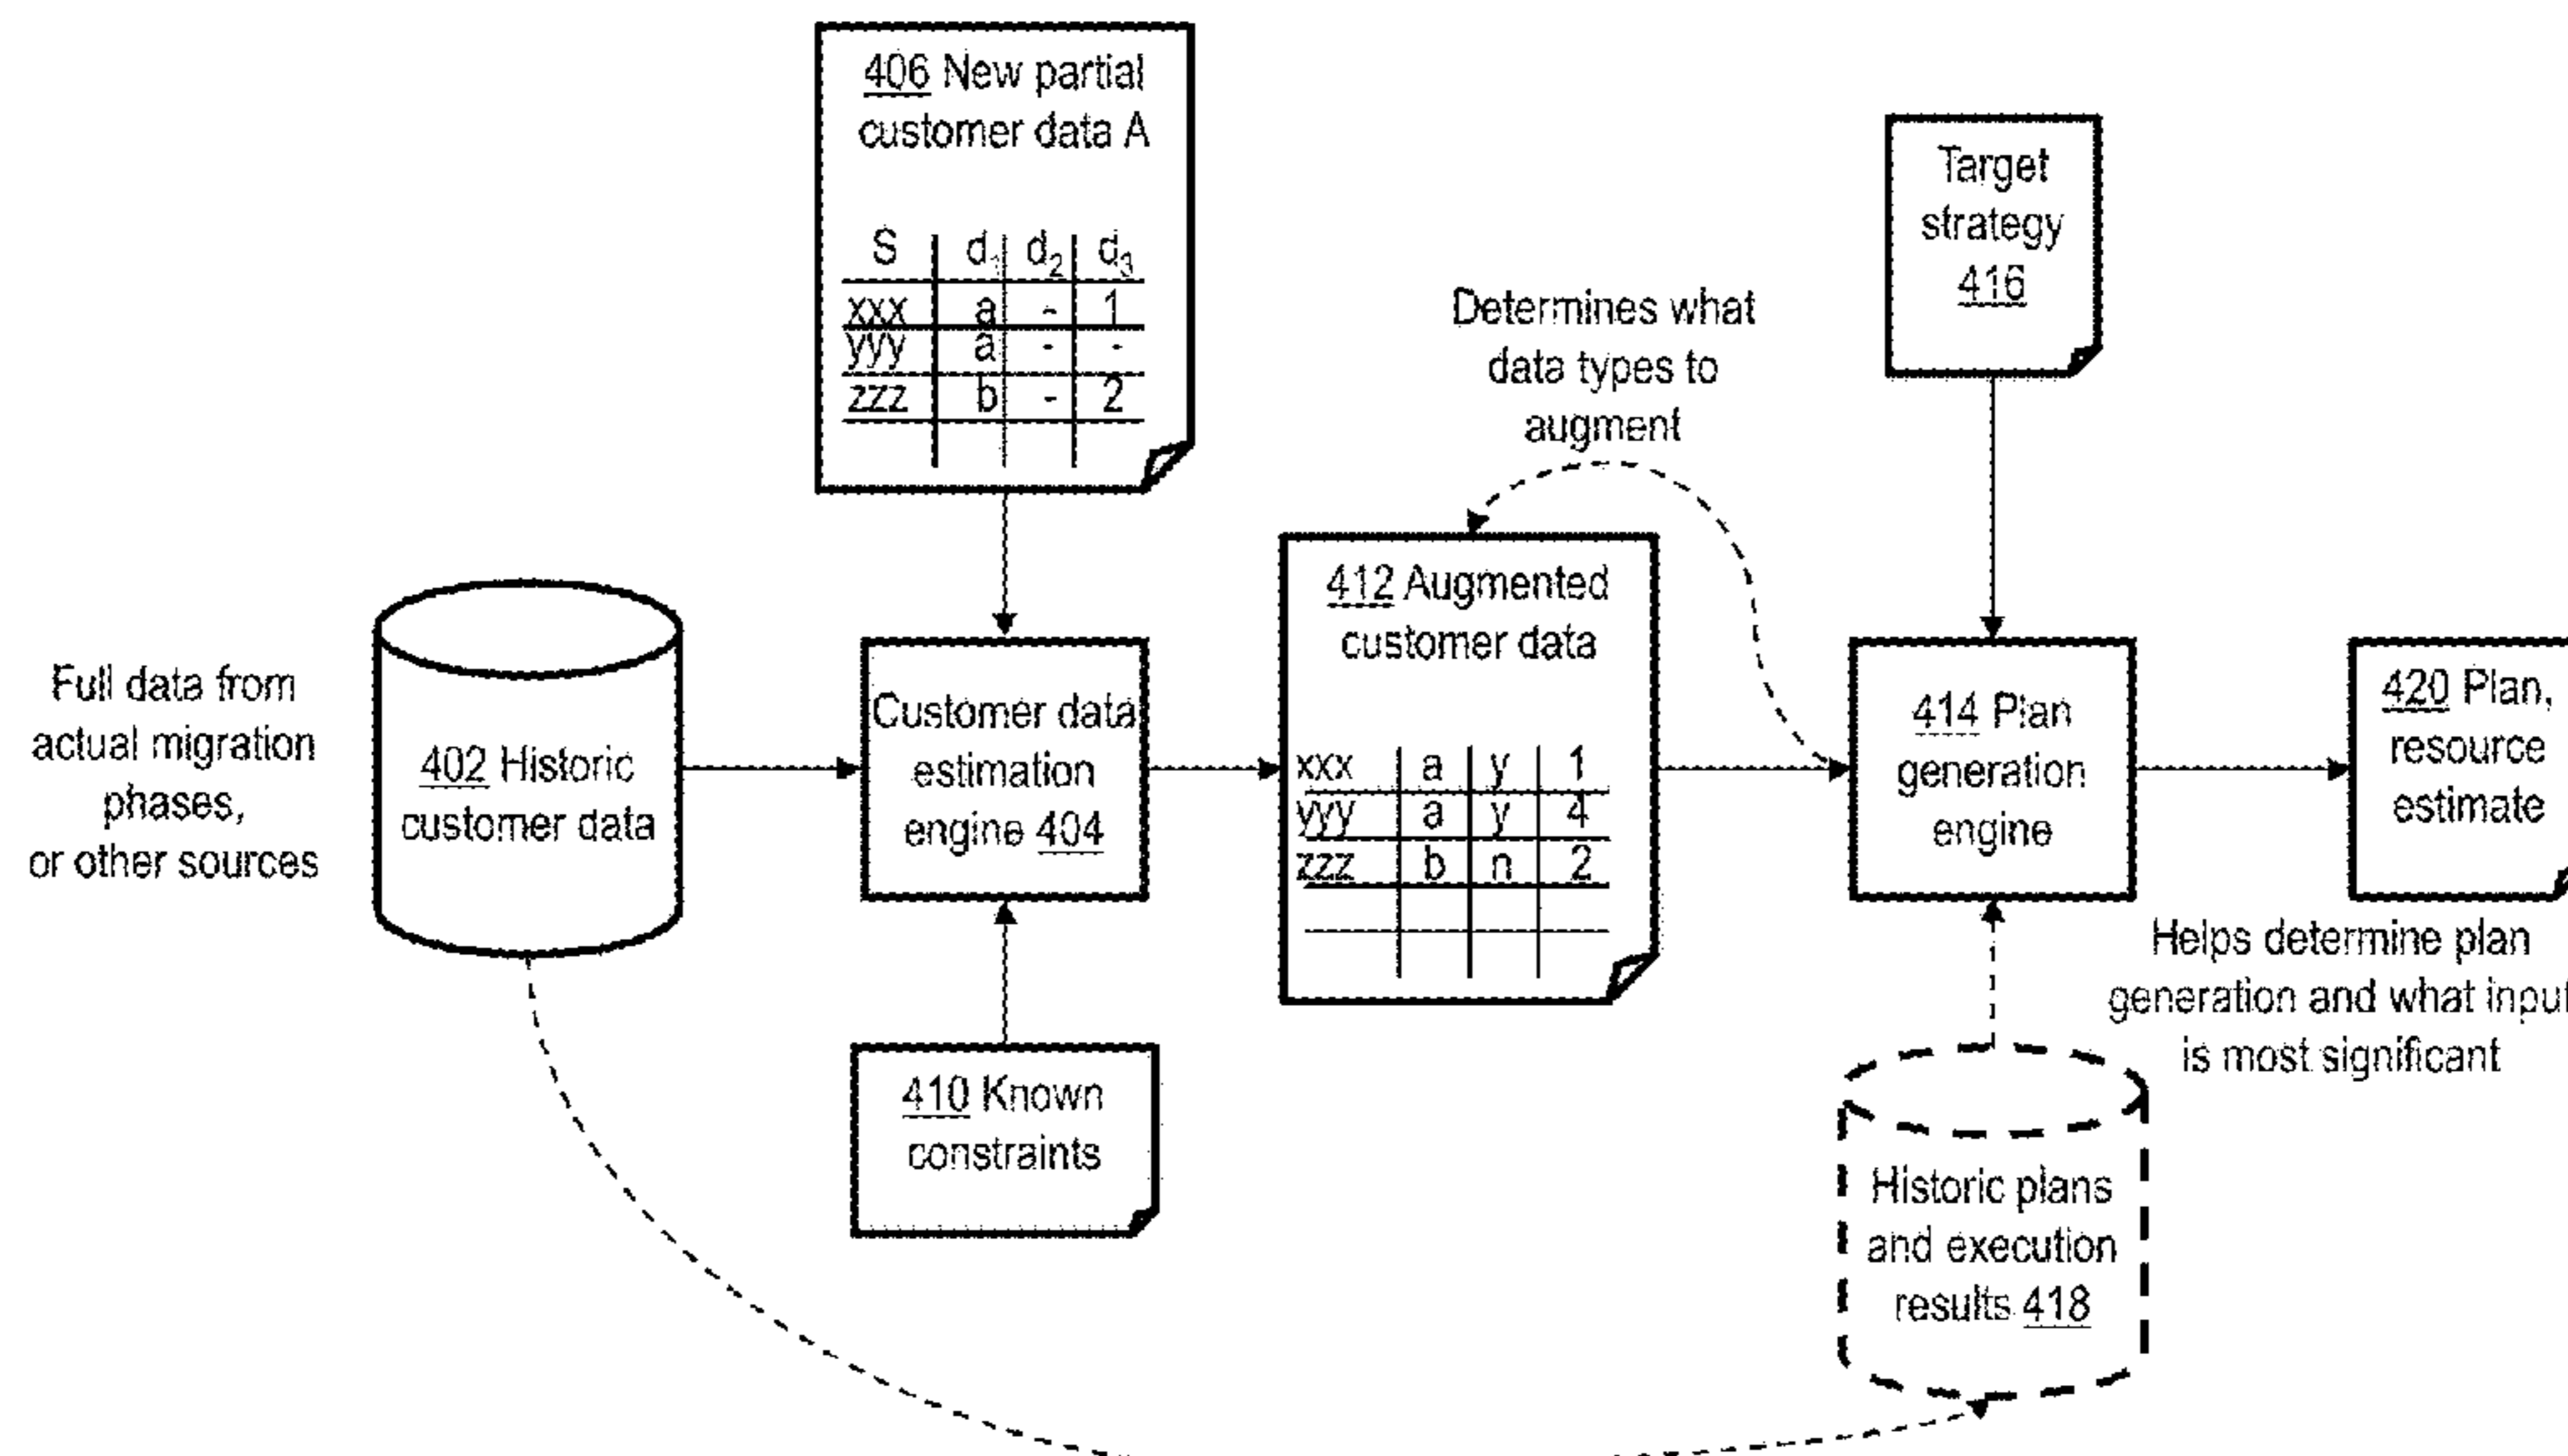 406 New partial
customer data A
S d1 d2 d3
xxx a - 1
yyy a - -
zzz b - 2
Target
strategy
416
Determines what
data types to
augment
Full data from
actual migration
phases,
or other sources
402 Historic
customer data
Customer data
estimation
engine 404
410 Known
constraints
412 Augmented
customer data
xxx a y 1
yyy a y 4
zzz b n 2
414 Plan
generation
engine
420 Plan,
resource
estimate
Helps determine plan
generation and what input
is most significant
Historic plans
and execution
results 418